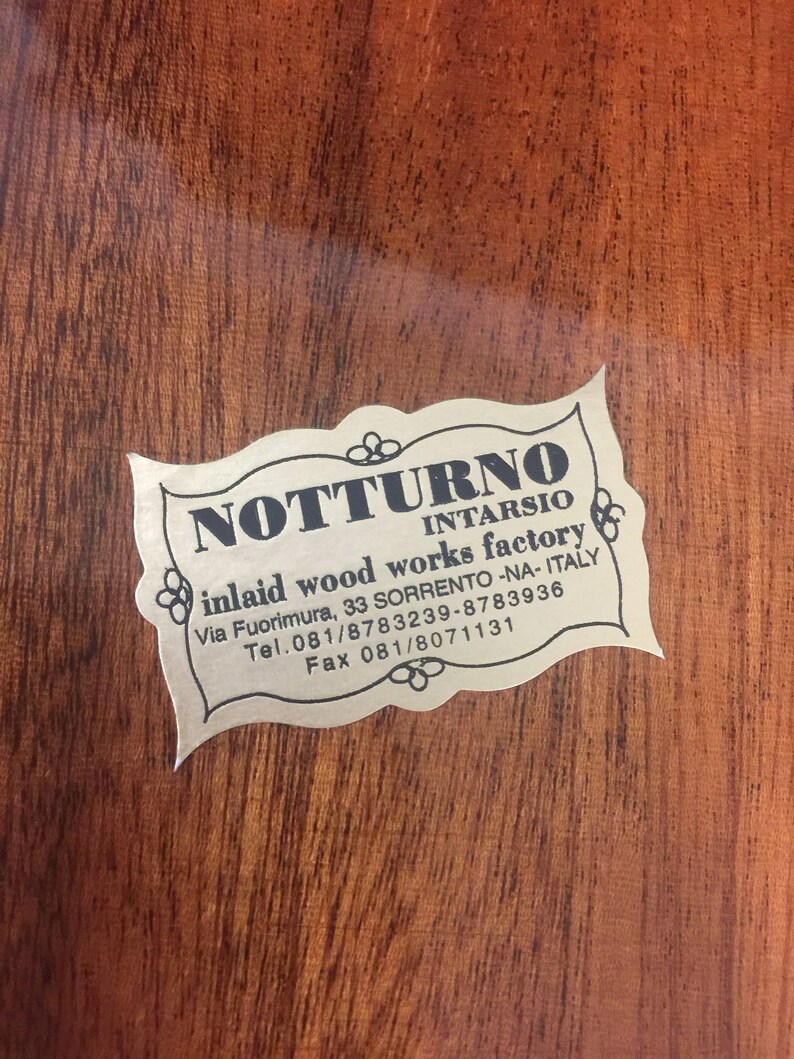 NOTTURNO
INTARSIO
inlaid wood works factory
Via Fuorimura, 33 SORRENTO -NA- ITALY
Tel.081/8783239-8783936
Fax 081/8071131